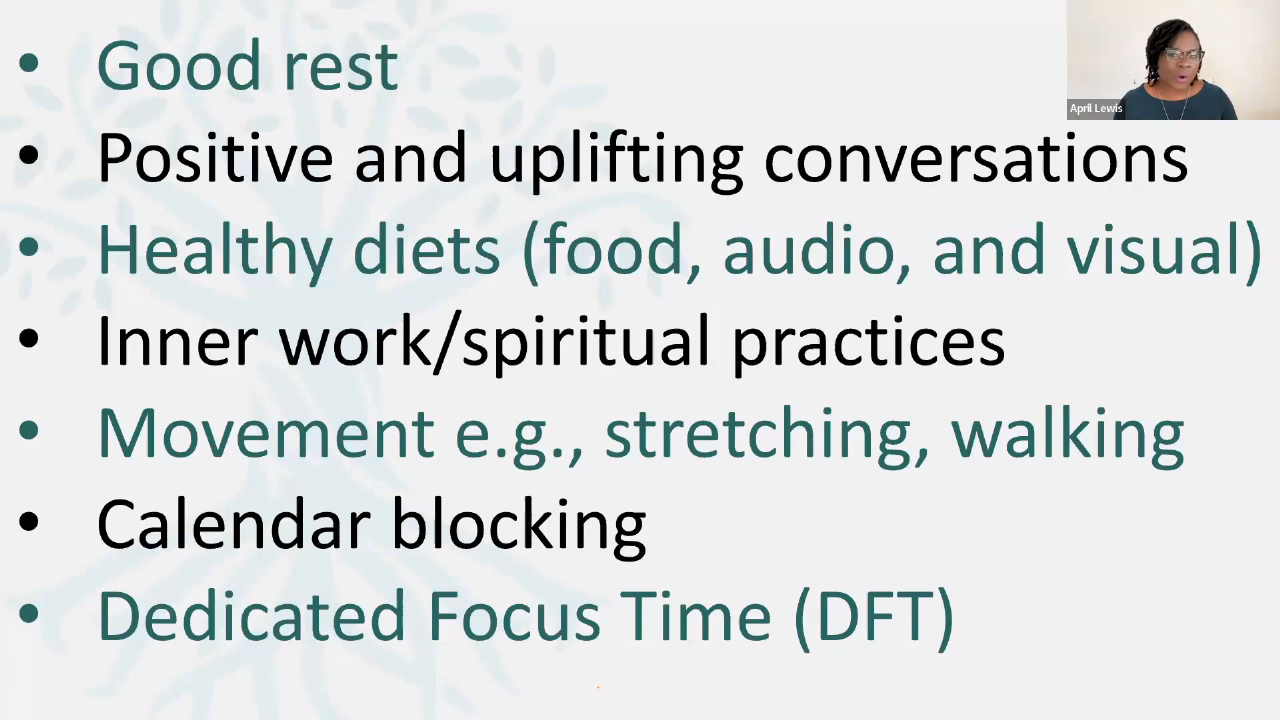 • Good rest
April Lewis
• Positive and uplifting conversations
• Healthy diets (food, audio, and visual)
• Inner work/spiritual practices
• Movement e.g., stretching, walking
• Calendar blocking
• Dedicated Focus Time (DFT)